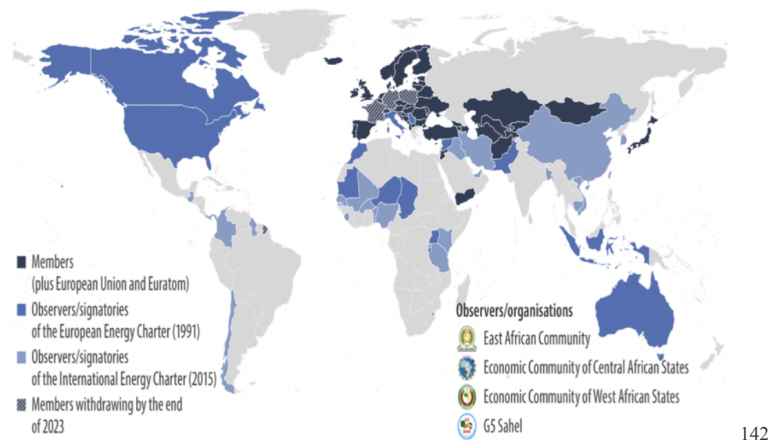 Members
(plus European Union and Euratom)
Observers/signatories
of the European Energy Charter (1991)
Observers/signatories
of the International Energy Charter (2015)
Members withdrawing by the end
of 2023
Observers/organisations
East African Community
Economic Community of Central African States
Economic Community of West African States
G5 Sahel
142